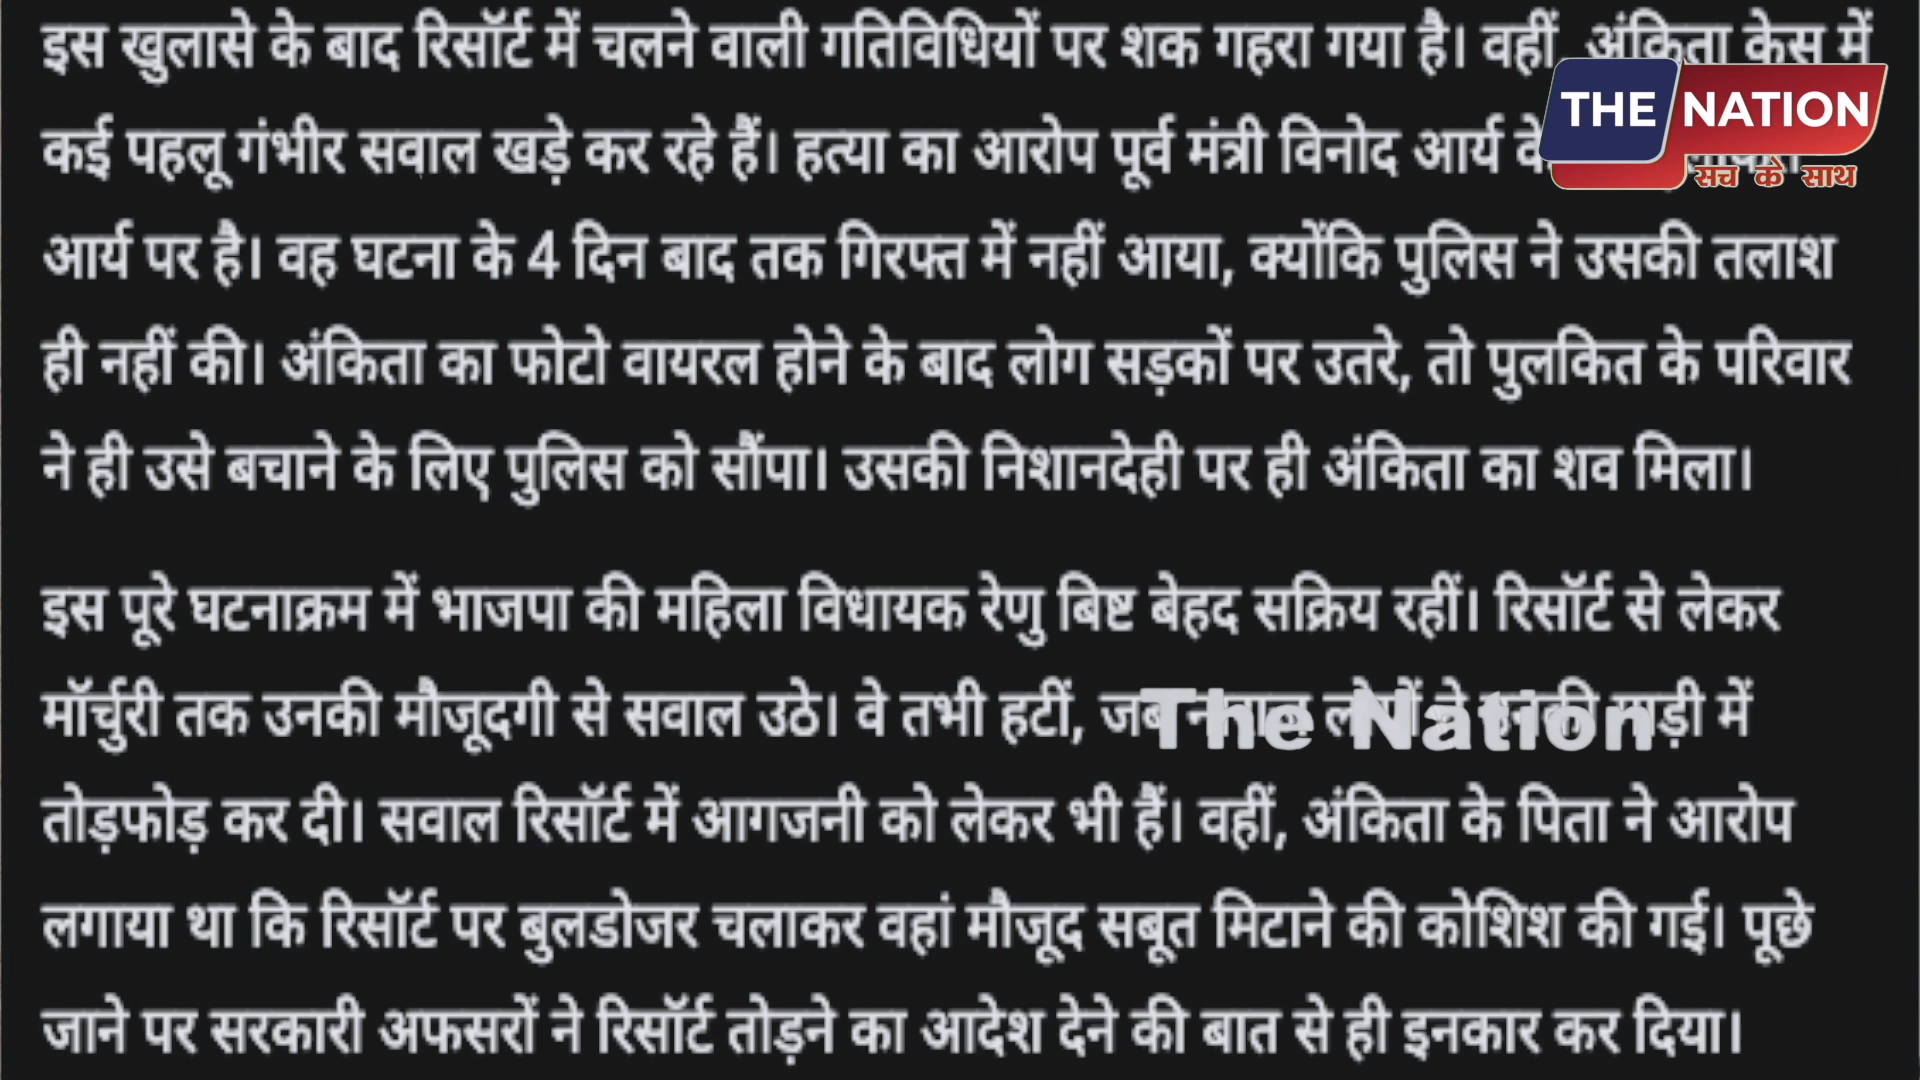 इस खुलासे के बाद रिसॉर्ट में चलने वाली गतिविधियों पर शक गहरा गया है। वहीं, अंकिता केस में
THE NATION
कई पहलू गंभीर सवाल खड़े कर रहे हैं। हत्या का आरोप पूर्व मंत्री विनोद आर्य
सच के साथ
आर्य पर है। वह घटना के 4 दिन बाद तक गिरफ्त में नहीं आया, क्योंकि पुलिस ने उसकी तलाश
ही नहीं की। अंकिता का फोटो वायरल होने के बाद लोग सड़कों पर उतरे, तो पुलकित के परिवार
ने ही उसे बचाने के लिए पुलिस को सौंपा। उसकी निशानदेही पर ही अंकिता का शव मिला।
इस पूरे घटनाक्रम में भाजपा की महिला विधायक रेणु बिष्ट बेहद सक्रिय रहीं। रिसॉर्ट से लेकर
मॉर्चुरी तक उनकी मौजूदगी से सवाल उठे। वे तभी हटीं, जब में
The Nation
तोड़फोड़ कर दी। सवाल रिसॉर्ट में आगजनी को लेकर भी हैं। वहीं, अंकिता के पिता ने आरोप
लगाया था कि रिसॉर्ट पर बुलडोजर चलाकर वहां मौजूद सबूत मिटाने की कोशिश की गई। पूछे
जाने पर सरकारी अफसरों ने रिसॉर्ट तोड़ने का आदेश देने की बात से ही इनकार कर दिया।